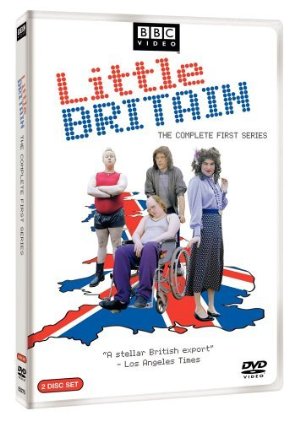 BBC
VIDEO
Little
BRITAIN
THE COMPLETE FIRST SERIES
"A stellar British export"
- Los Angeles Times
DVD
VIDEO
Little BRITAIN THE COMPLETE FIRST SERIES
2 DISC SET